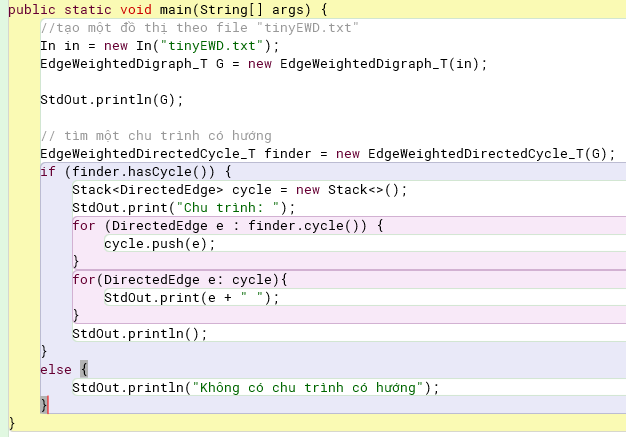 public static void main(String[] args) {
//tạo một đồ thị theo file "tinyEWD.txt"
In in = new In("tinyEWD.txt");
EdgeWeightedDigraph_T G = new EdgeWeightedDigraph_T(in);
StdOut.println(G);
// tìm một chu trình có hướng
EdgeWeightedDirectedCycle_T finder = new EdgeWeightedDirectedCycle_T(G);
if (finder.hasCycle()) {
Stack<DirectedEdge> cycle = new Stack<>();
StdOut.print("Chu trình: ");
for (DirectedEdge e : finder.cycle()) {
cycle.push(e);
}
for(DirectedEdge e: cycle){
StdOut.print(e + " ");
}
StdOut.println();
}
else {
StdOut.println("Không có chu trình có hướng");
}
}